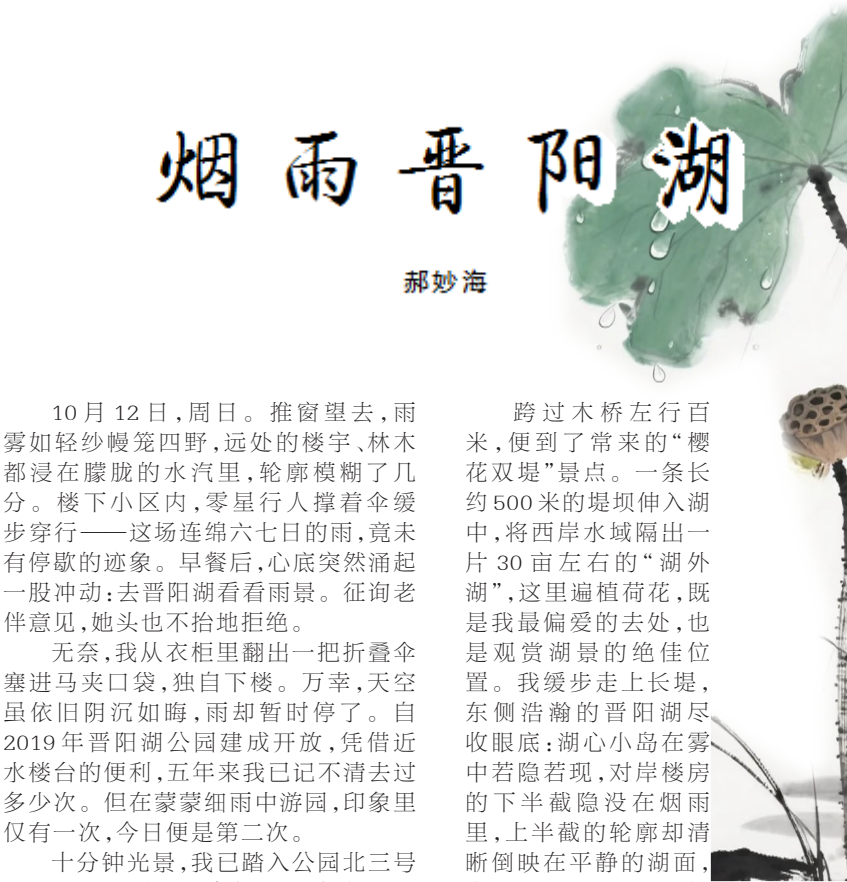 烟雨晋阳湖
郝妙海
10月12日,周日。推窗望去,雨
雾如轻纱幔笼四野,远处的楼宇、林木
都浸在朦胧的水汽里,轮廓模糊了几
分。楼下小区内,零星行人撑着伞缓
步穿行——这场连绵六七日的雨,竟未
有停歇的迹象。早餐后,心底突然涌起
一股冲动:去晋阳湖看看雨景。征询老
伴意见,她头也不抬地拒绝。
无奈,我从衣柜里翻出一把折叠伞
塞进马夹口袋,独自下楼。万幸,天空
虽依旧阴沉如晦,雨却暂时停了。自
2019年晋阳湖公园建成开放,凭借近
水楼台的便利,五年来我已记不清去过
多少次。但在蒙蒙细雨中游园,印象里
仅有一次,今日便是第二次。
十分钟光景,我已踏入公园北三号
跨过木桥左行百
米,便到了常来的“樱
花双堤”景点。一条长
约500米的堤坝伸入湖
中,将西岸水域隔出一
片30亩左右的“湖外
湖”,这里遍植荷花,既
是我最偏爱的去处,也
是观赏湖景的绝佳位
置。我缓步走上长堤,
东侧浩瀚的晋阳湖尽
收眼底:湖心小岛在雾
中若隐若现,对岸楼房
的下半截隐没在烟雨
里,上半截的轮廓却清
晰倒映在平静的湖面,